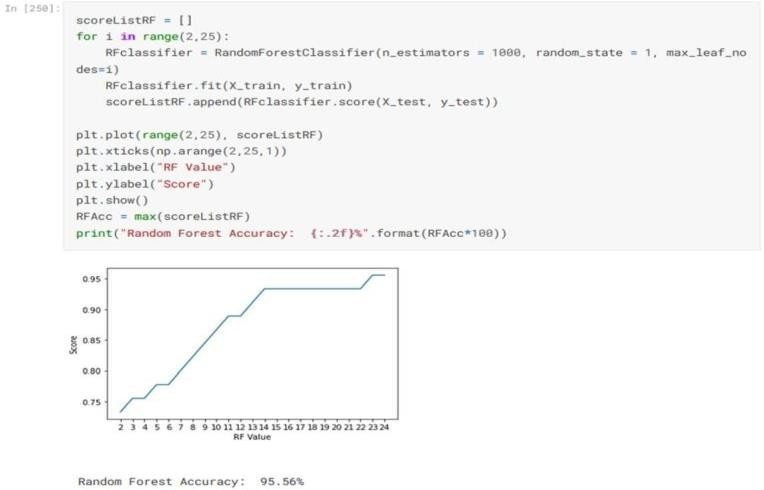 In [250]:
scoreListRF = []
for i in range(2,25):
    RFclassifier = RandomForestClassifier(n_estimators = 1000, random_state = 1, max_leaf_no
des=i)
    RFclassifier.fit(X_train, y_train)
    scoreListRF.append(RFclassifier.score(X_test, y_test))
plt.plot(range(2,25), scoreListRF)
plt.xticks(np.arange(2,25,1))
plt.xlabel("RF Value")
plt.ylabel("Score")
plt.show()
RFAcc = max(scoreListRF)
print("Random Forest Accuracy:  {:.2f}%".format(RFAcc*100))
0.95
0.90
0.85
Score
0.80
0.75
2 3 4 5 6 7 8 9 10 11 12 13 14 15 16 17 18 19 20 21 22 23 24
RF Value
Random Forest Accuracy:  95.56%